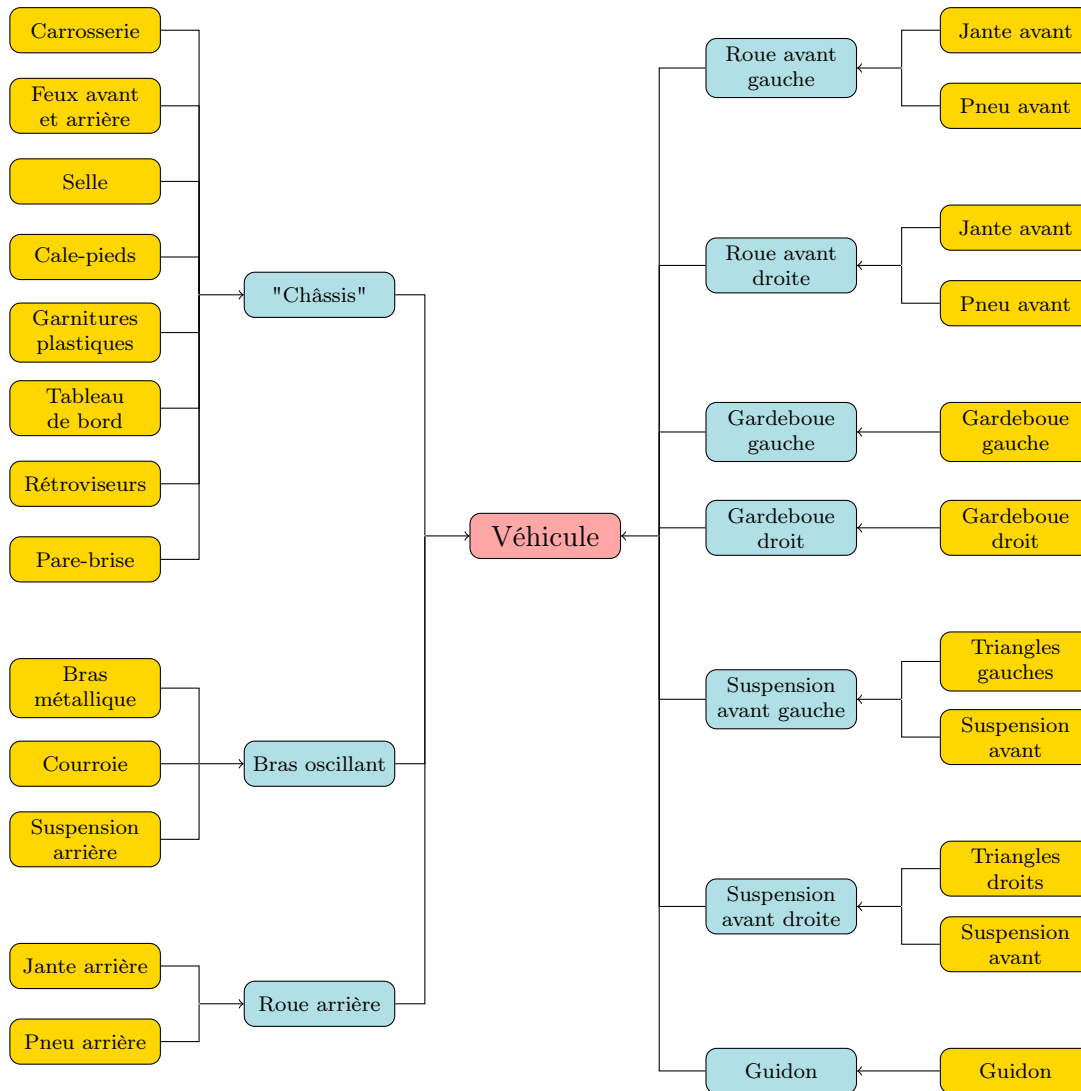 Carrosserie
Feux avant
et arrière
Selle
Cale-pieds
Garnitures
plastiques
Tableau
de bord
Rétroviseurs
Pare-brise
"Châssis"
Bras
métallique
Courroie
Suspension
arrière
Bras oscillant
Jante arrière
Pneu arrière
Roue arrière
Véhicule
Roue avant
gauche
Jante avant
Pneu avant
Roue avant
droite
Jante avant
Pneu avant
Gardeboue
gauche
Gardeboue
gauche
Gardeboue
droit
Gardeboue
droit
Suspension
avant gauche
Triangles
gauches
Suspension
avant
Suspension
avant droite
Triangles
droits
Suspension
avant
Guidon
Guidon